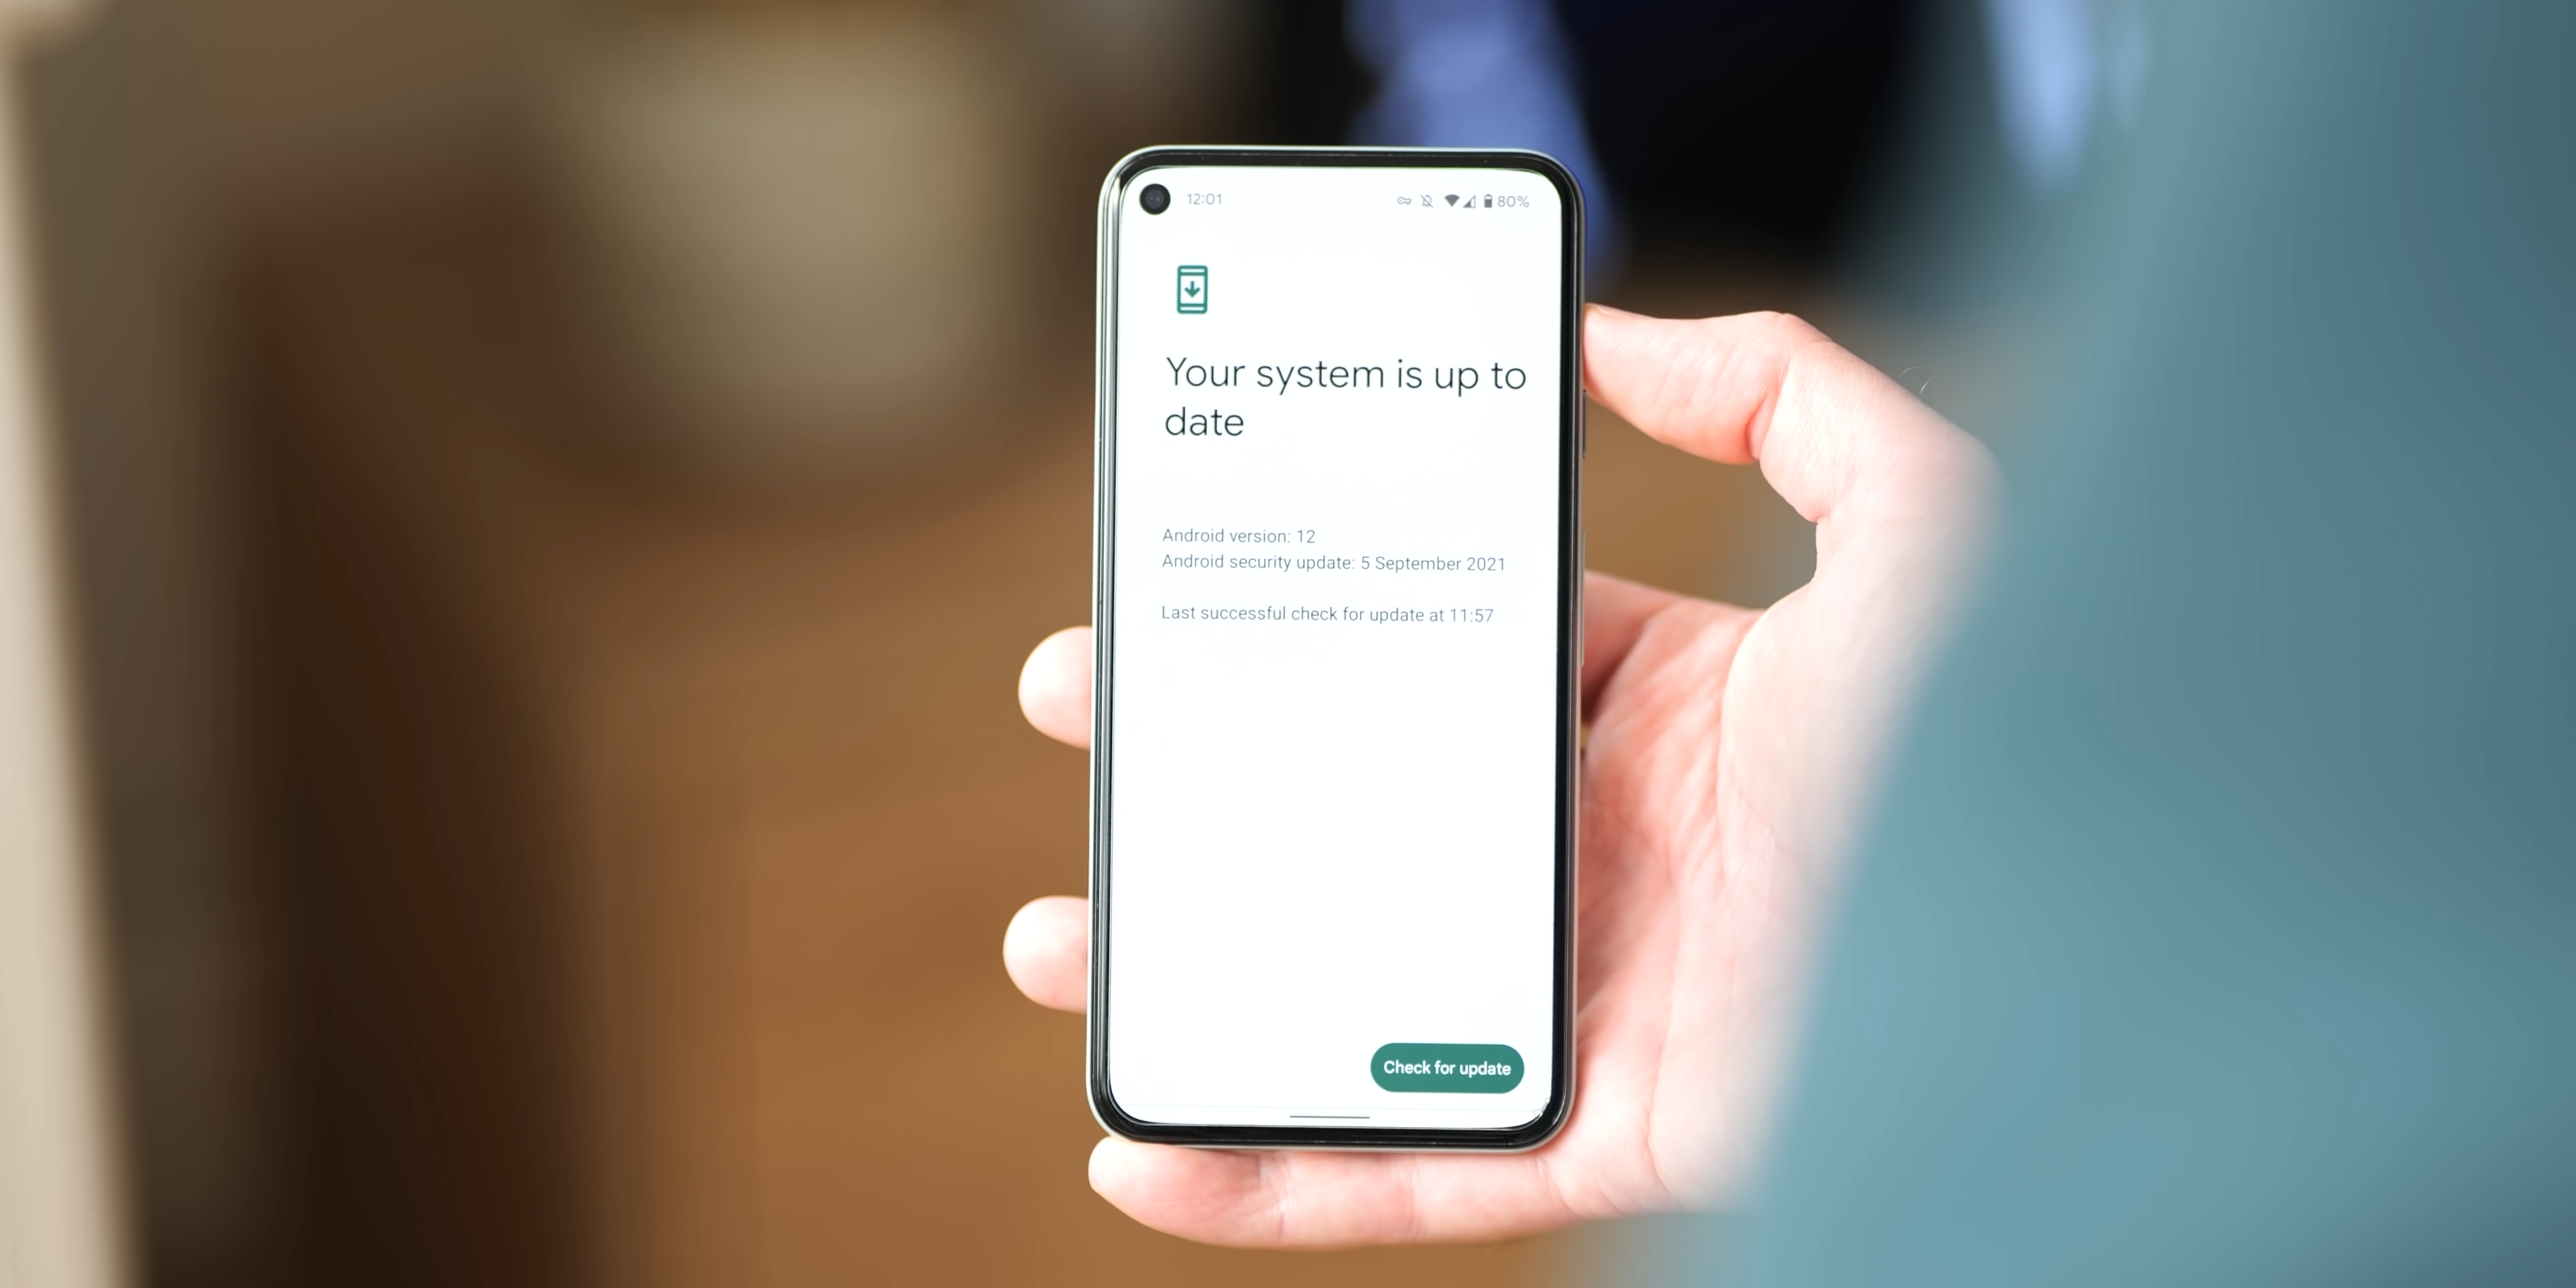 12:01 80%
Your system is up to
date
Android version: 12
Android security update: 5 September 2021
Last successful check for update at 11:57
Check for update